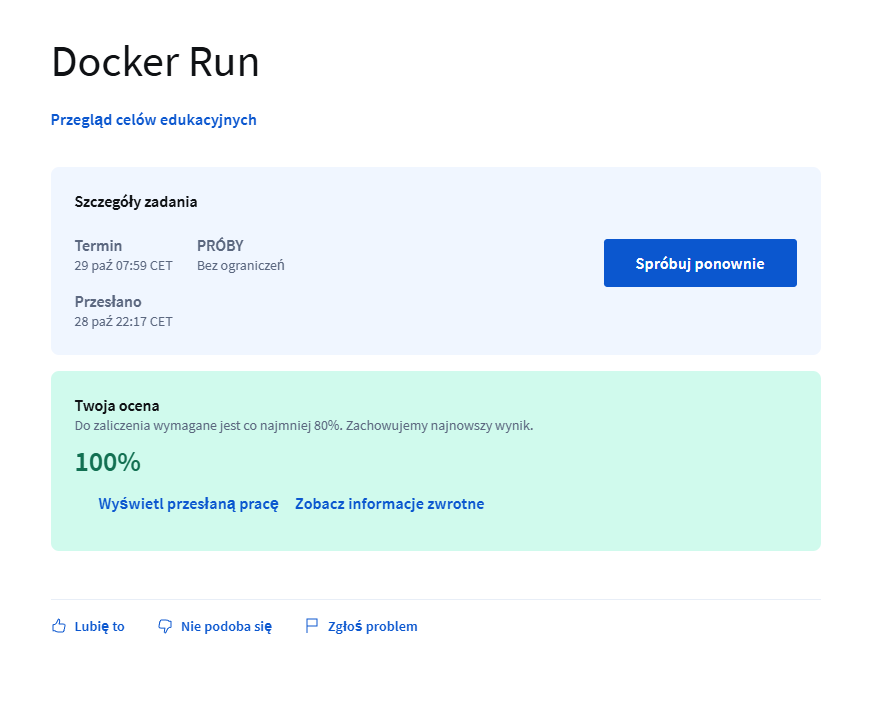 Docker Run
Przegląd celów edukacyjnych
Szczegóły zadania
Termin
29 paź 07:59 CET
PRÓBY
Bez ograniczeń
Spróbuj ponownie
Przesłano
28 paź 22:17 CET
Twoja ocena
Do zaliczenia wymagane jest co najmniej 80%. Zachowujemy najnowszy wynik.
100%
Wyświetl przesłaną pracę Zobacz informacje zwrotne
Lubię to Nie podoba się Zgłoś problem